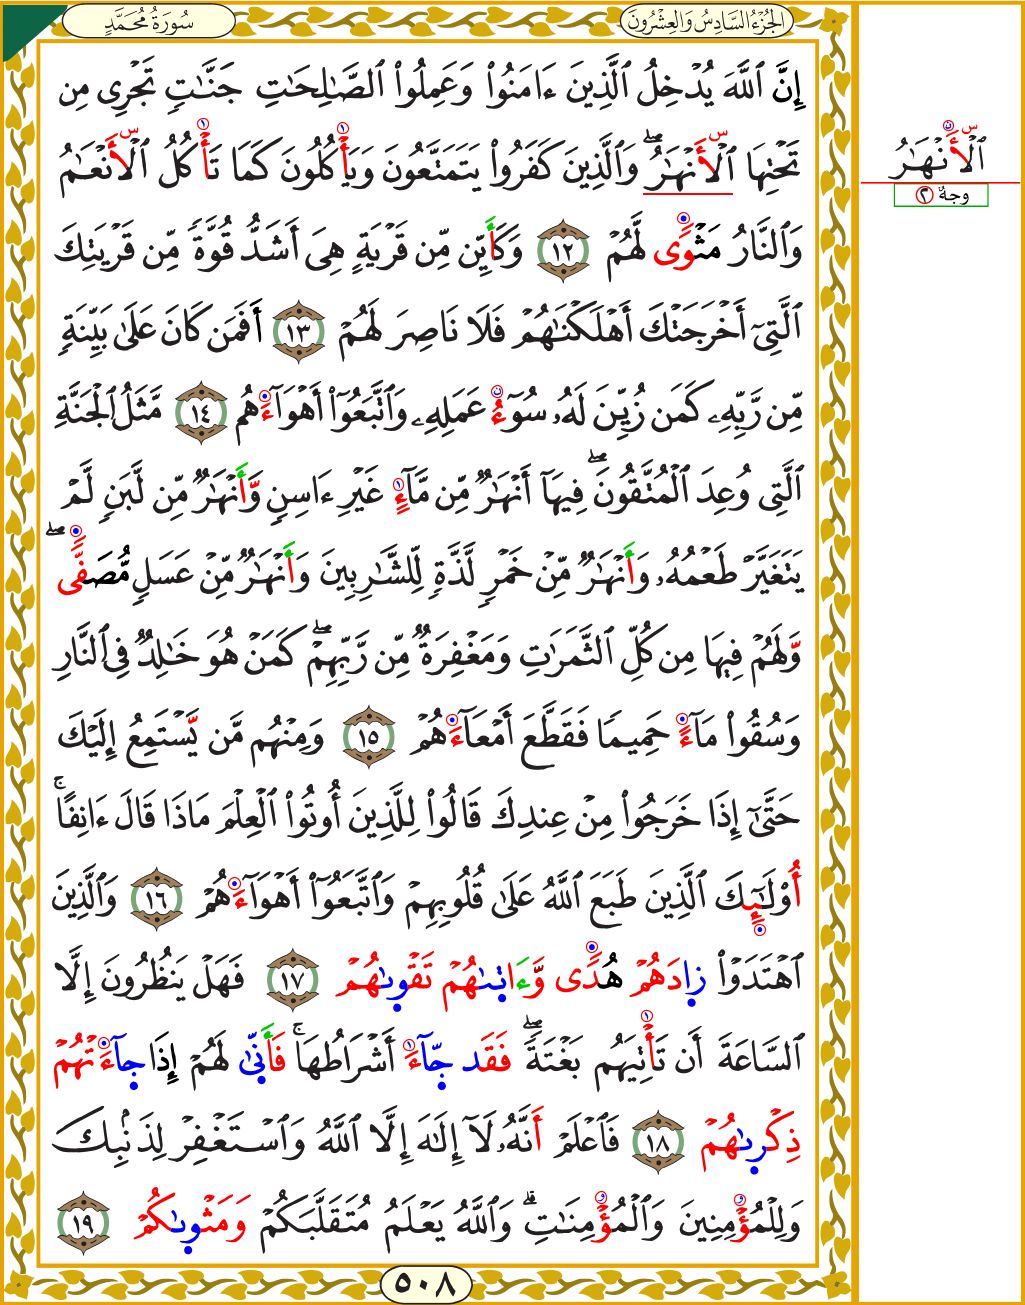 سُورَةُ مُحَمَّدٍ
الجُزْءُ السَّادِسُ وَالعِشْرُونَ
إِنَّ ٱللَّهَ يُدْخِلُ ٱلَّذِينَ ءَامَنُوا۟ وَعَمِلُوا۟ ٱلصَّـٰلِحَـٰتِ جَنَّـٰتٍ تَجْرِى مِن
تَحْتِهَا ٱلْأَنْهَـٰرُ ۖ وَٱلَّذِينَ كَفَرُوا۟ يَتَمَتَّعُونَ وَيَأْكُلُونَ كَمَا تَأْكُلُ ٱلْأَنْعَـٰمُ
وَٱلنَّارُ مَثْوًى لَّهُمْ ١٢ وَكَأَيِّن مِّن قَرْيَةٍ هِىَ أَشَدُّ قُوَّةً مِّن قَرْيَتِكَ
ٱلَّتِىٓ أَخْرَجَتْكَ أَهْلَكْنَـٰهُمْ فَلَا نَاصِرَ لَهُمْ ١٣ أَفَمَن كَانَ عَلَىٰ بَيِّنَةٍ
مِّن رَّبِّهِۦ كَمَن زُيِّنَ لَهُۥ سُوٓءُ عَمَلِهِۦ وَٱتَّبَعُوٓا۟ أَهْوَآءَهُم ١٤ مَّثَلُ ٱلْجَنَّةِ
ٱلَّتِى وُعِدَ ٱلْمُتَّقُونَ ۖ فِيهَآ أَنْهَـٰرٌ مِّن مَّآءٍ غَيْرِ ءَاسِنٍ وَأَنْهَـٰرٌ مِّن لَّبَنٍ لَّمْ
يَتَغَيَّرْ طَعْمُهُۥ وَأَنْهَـٰرٌ مِّنْ خَمْرٍ لَّذَّةٍ لِّلشَّـٰرِبِينَ وَأَنْهَـٰرٌ مِّنْ عَسَلٍ مُّصَفًّى ۖ
وَلَهُمْ فِيهَا مِن كُلِّ ٱلثَّمَرَٰتِ وَمَغْفِرَةٌ مِّن رَّبِّهِمْ ۖ كَمَنْ هُوَ خَـٰلِدٌ فِى ٱلنَّارِ
وَسُقُوا۟ مَآءً حَمِيمًا فَقَطَّعَ أَمْعَآءَهُمْ ١٥ وَمِنْهُم مَّن يَسْتَمِعُ إِلَيْكَ
حَتَّىٰٓ إِذَا خَرَجُوا۟ مِنْ عِندِكَ قَالُوا۟ لِلَّذِينَ أُوتُوا۟ ٱلْعِلْمَ مَاذَا قَالَ ءَانِفًا ۚ
أُو۟لَـٰٓئِكَ ٱلَّذِينَ طَبَعَ ٱللَّهُ عَلَىٰ قُلُوبِهِمْ وَٱتَّبَعُوٓا۟ أَهْوَآءَهُمْ ١٦ وَٱلَّذِينَ
ٱهْتَدَوْا۟ زَادَهُمْ هُدًى وَءَاتَىٰهُمْ تَقْوَىٰهُمْ ١٧ فَهَلْ يَنظُرُونَ إِلَّا
ٱلسَّاعَةَ أَن تَأْتِيَهُم بَغْتَةً ۖ فَقَدْ جَآءَ أَشْرَاطُهَا ۚ فَأَنَّىٰ لَهُمْ إِذَا جَآءَتْهُمْ
ذِكْرَىٰهُمْ ١٨ فَٱعْلَمْ أَنَّهُۥ لَآ إِلَـٰهَ إِلَّا ٱللَّهُ وَٱسْتَغْفِرْ لِذَنۢبِكَ
وَلِلْمُؤْمِنِينَ وَٱلْمُؤْمِنَـٰتِ ۗ وَٱللَّهُ يَعْلَمُ مُتَقَلَّبَكُمْ وَمَثْوَىٰكُمْ ١٩
٥٠٨
ٱلْأَنْهَـٰرُ
وجهٌ ٢